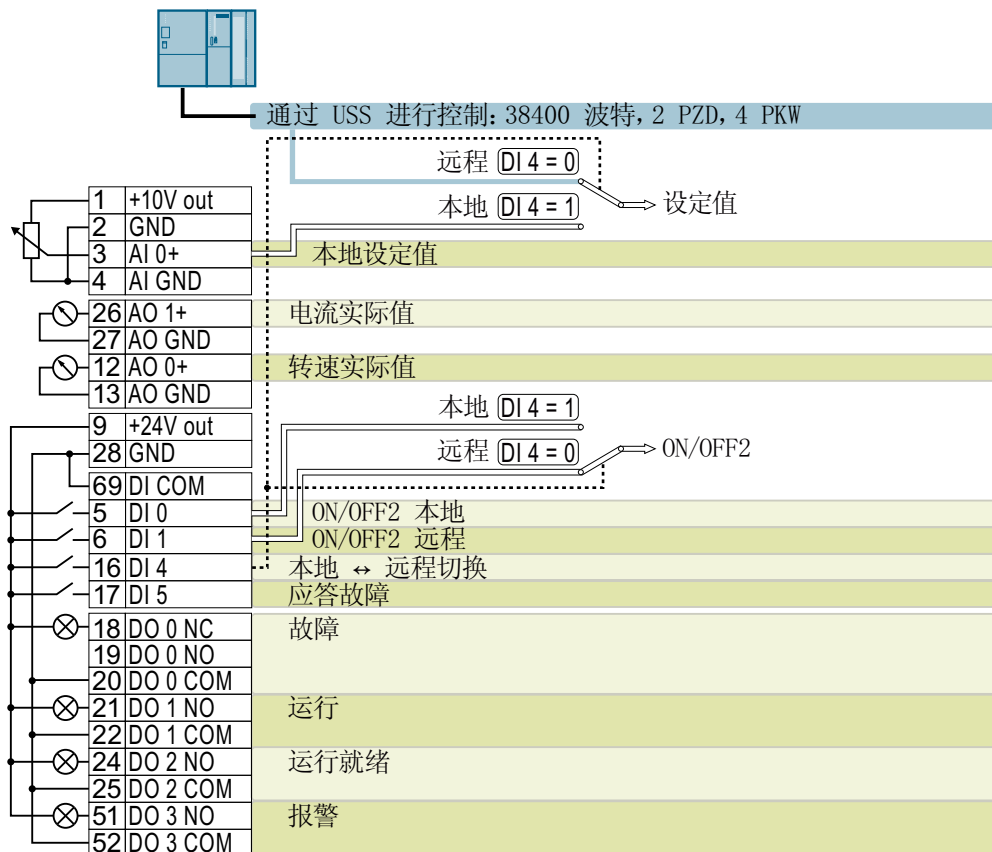 通过 USS 进行控制: 38400 波特, 2 PZD, 4 PKW
远程 DI 4 = 0
设定值
本地 DI 4 = 1
1 +10V out
2 GND
3 AI 0+ 本地设定值
4 AI GND
26 AO 1+ 电流实际值
27 AO GND
12 AO 0+ 转速实际值
13 AO GND
本地 DI 4 = 1
9 +24V out
远程 DI 4 = 0 ON/OFF2
28 GND
69 DI COM
5 DI 0 ON/OFF2 本地
6 DI 1 ON/OFF2 远程
16 DI 4 本地 ↔ 远程切换
17 DI 5 应答故障
18 DO 0 NC 故障
19 DO 0 NO
20 DO 0 COM
21 DO 1 NO 运行
22 DO 1 COM
24 DO 2 NO 运行就绪
25 DO 2 COM
51 DO 3 NO 报警
52 DO 3 COM